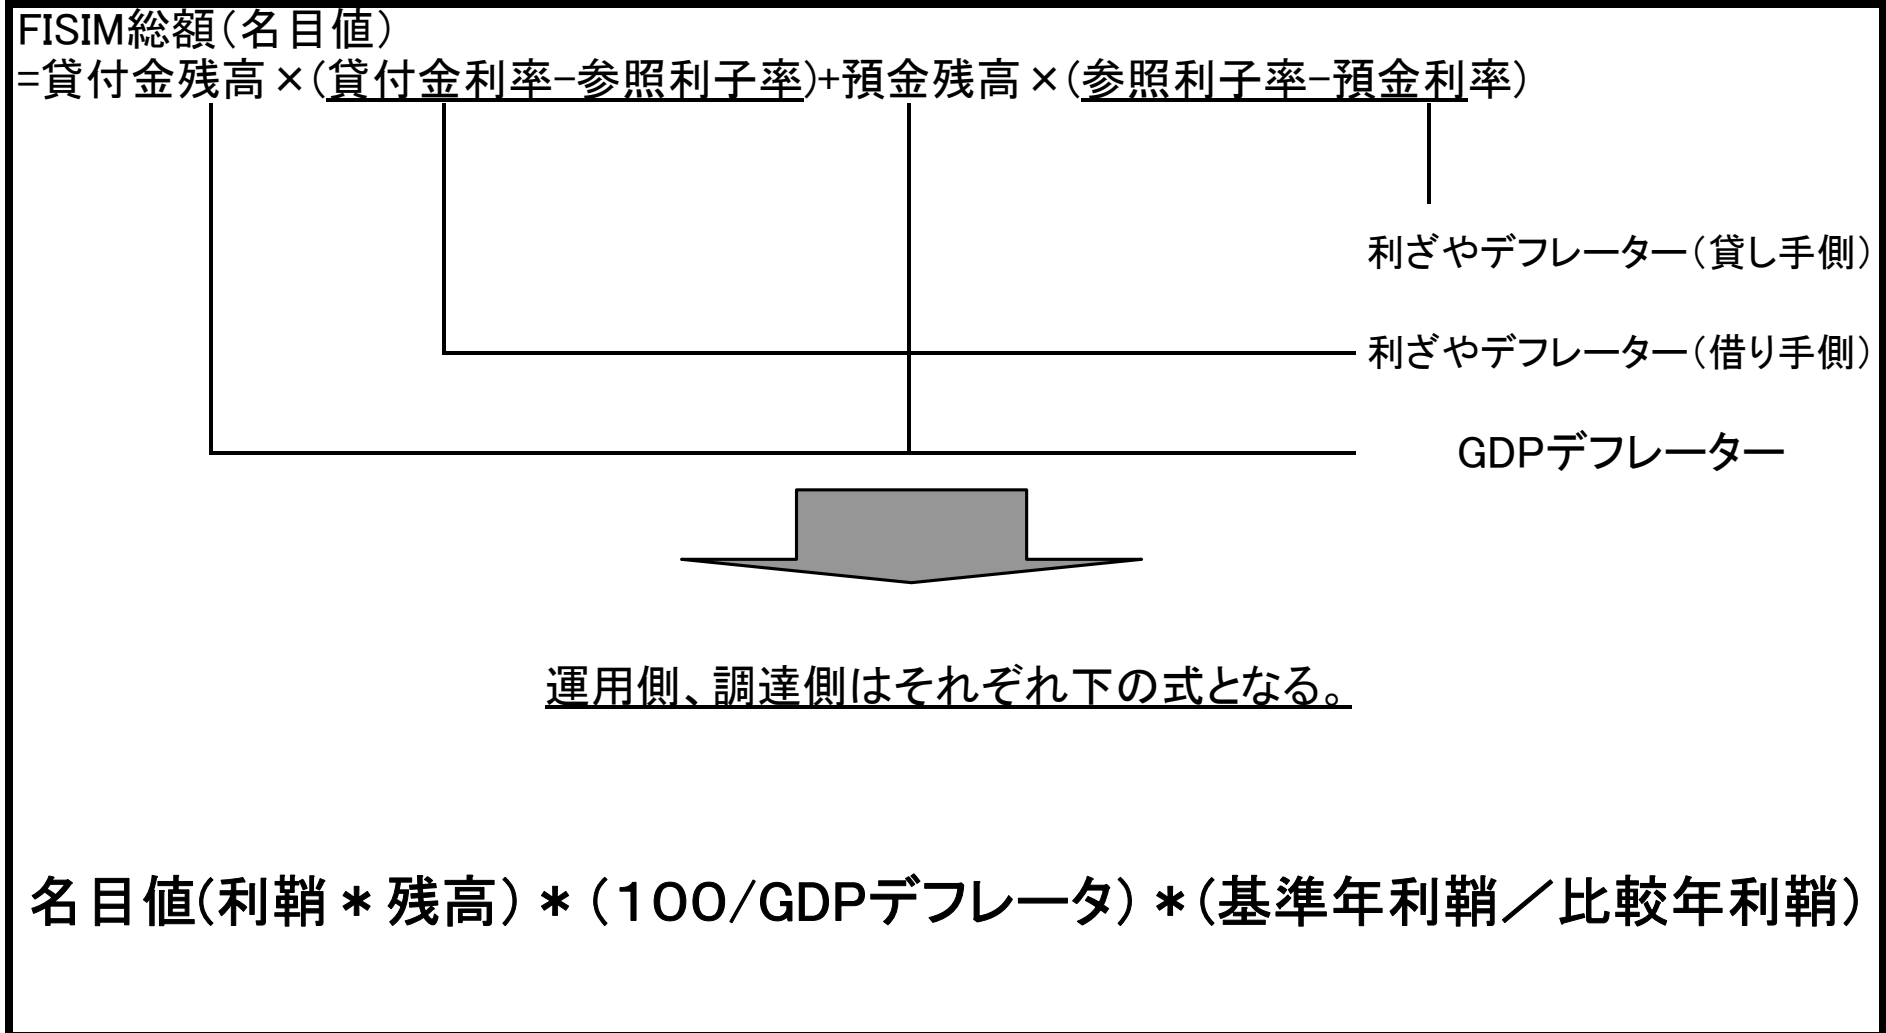 FISIM総額（名目値）
=貸付金残高×(貸付金利率-参照利子率)+預金残高×(参照利子率-預金利率)
利ざやデフレーター（貸し手側）
利ざやデフレーター（借り手側）
GDPデフレーター
運用側、調達側はそれぞれ下の式となる。
名目値(利鞘＊残高)＊(１００/GDPデフレータ)＊(基準年利鞘／比較年利鞘)